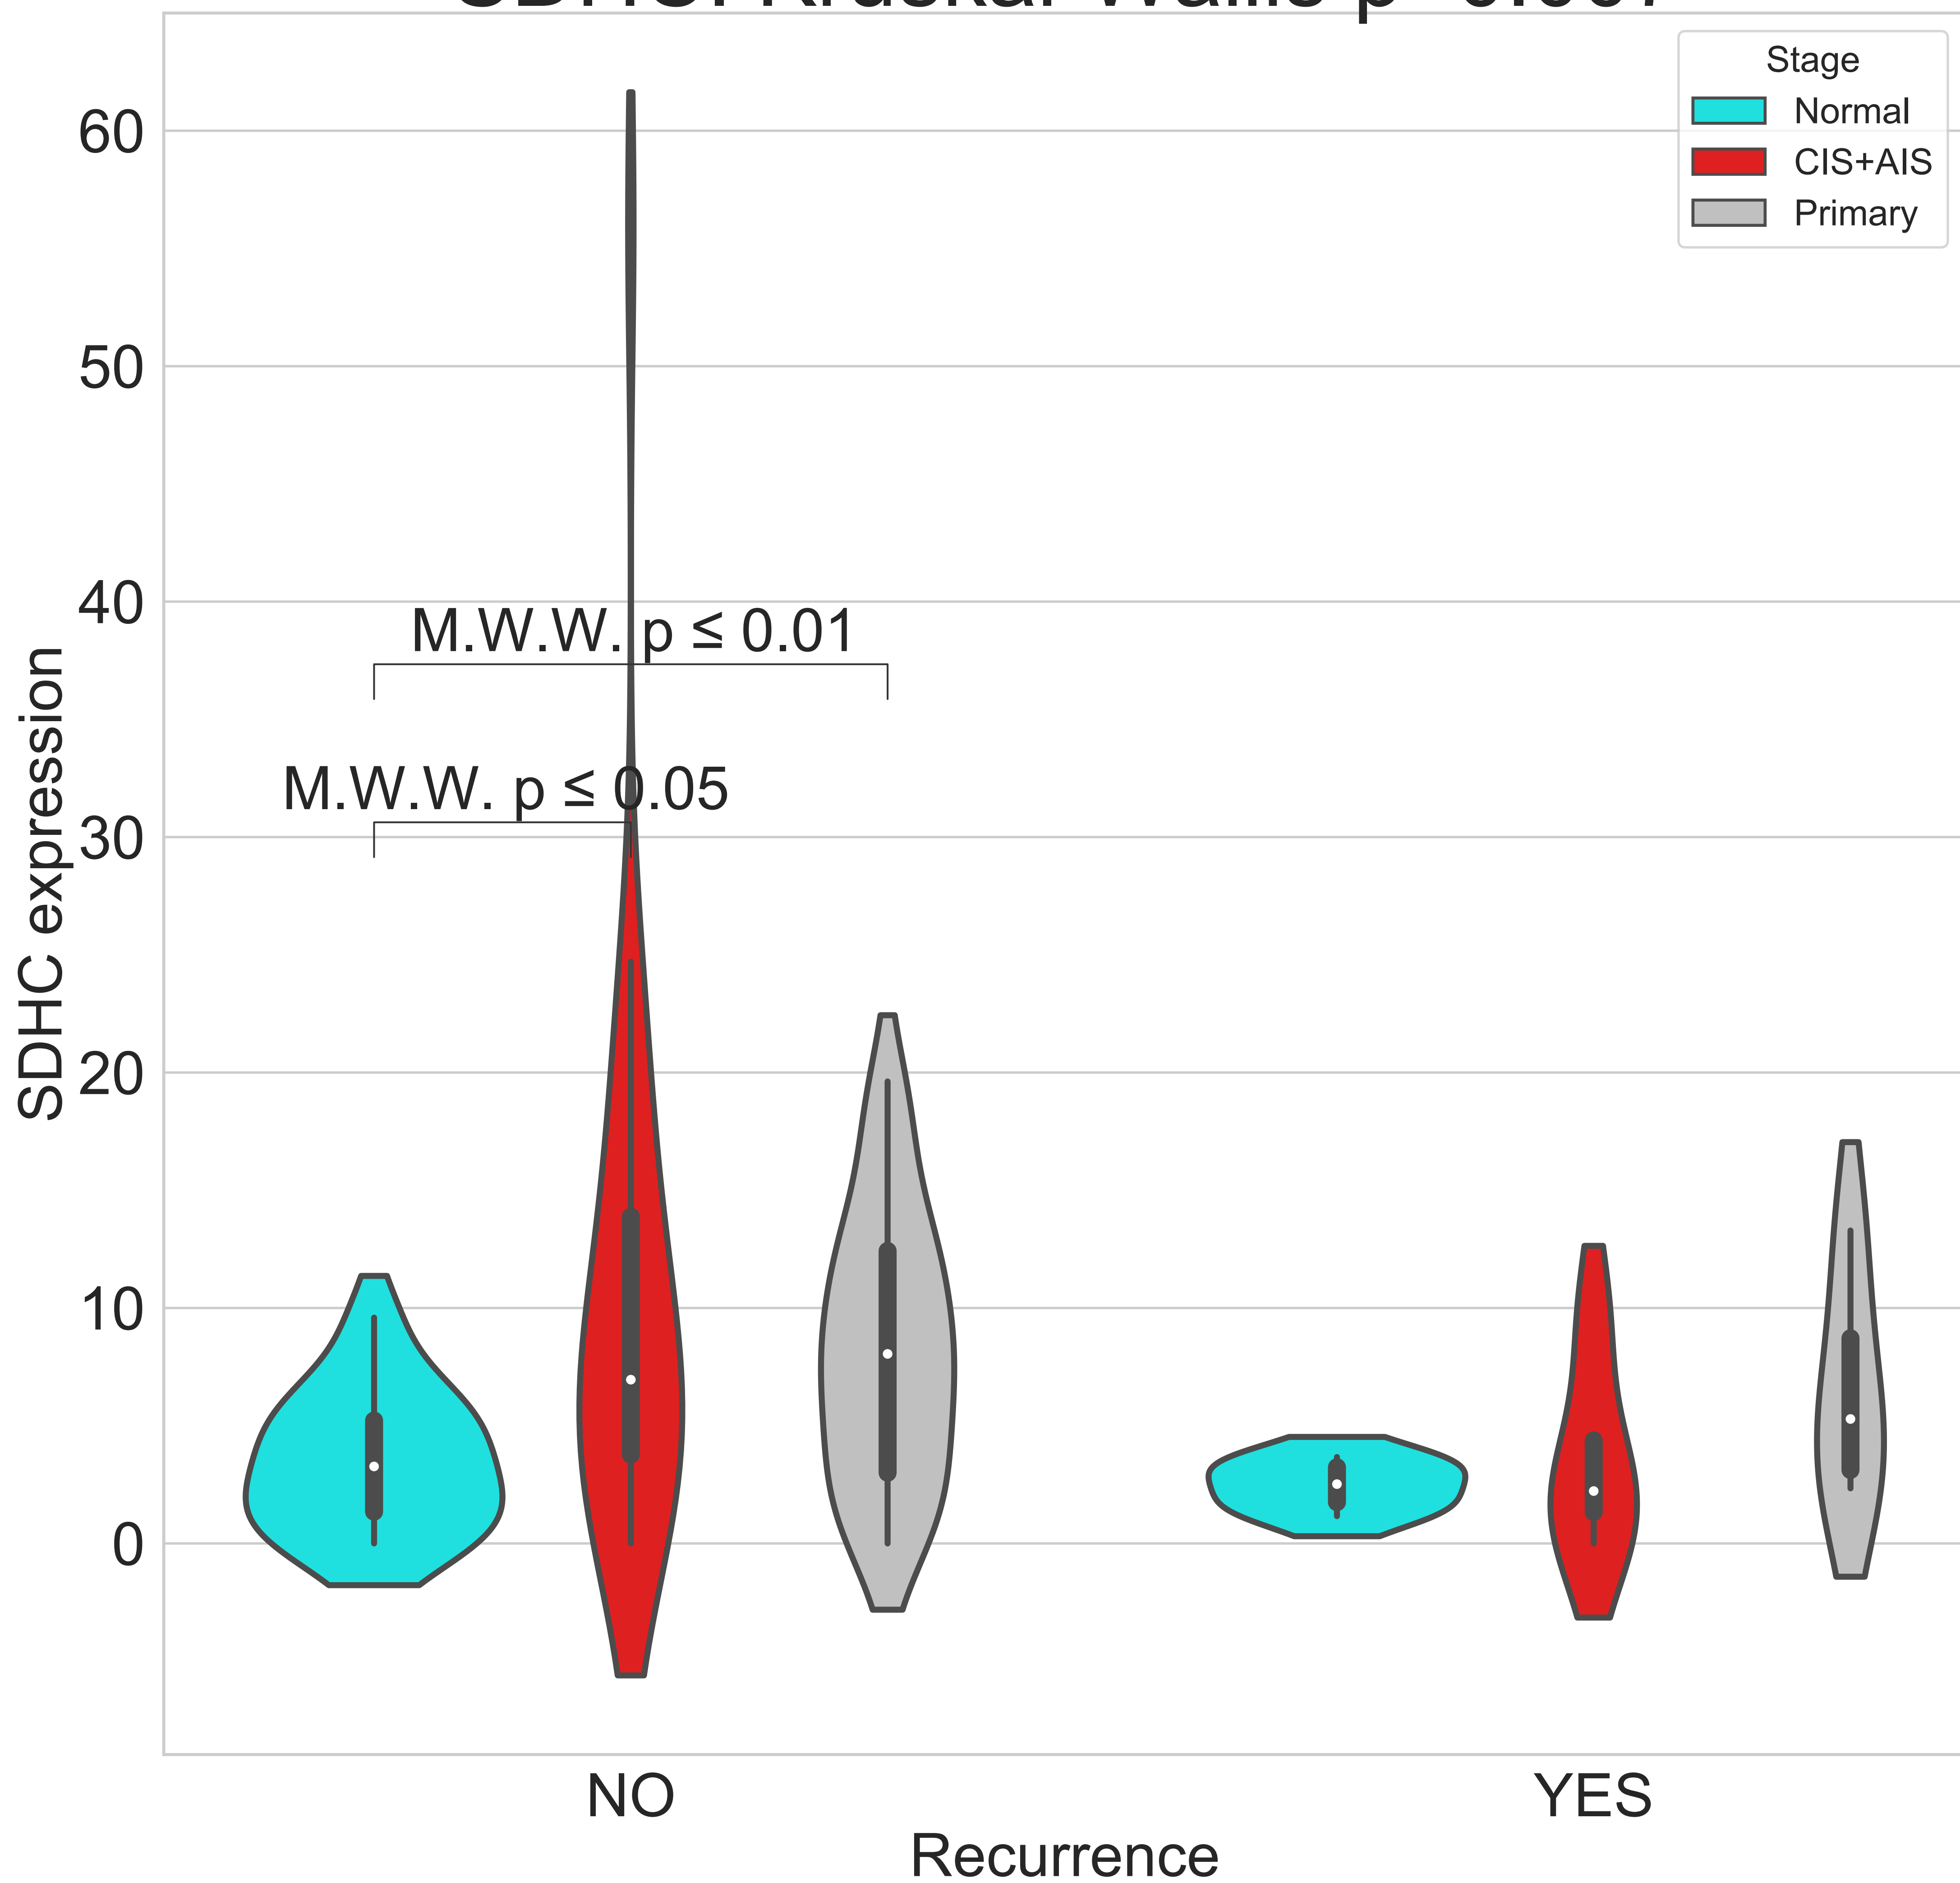 Stage
Normal
CIS+AIS
Primary
60
50
40
30
20
10
0
SDHC expression
M.W.W. p ≤ 0.01
M.W.W. p ≤ 0.05
NO
YES
Recurrence